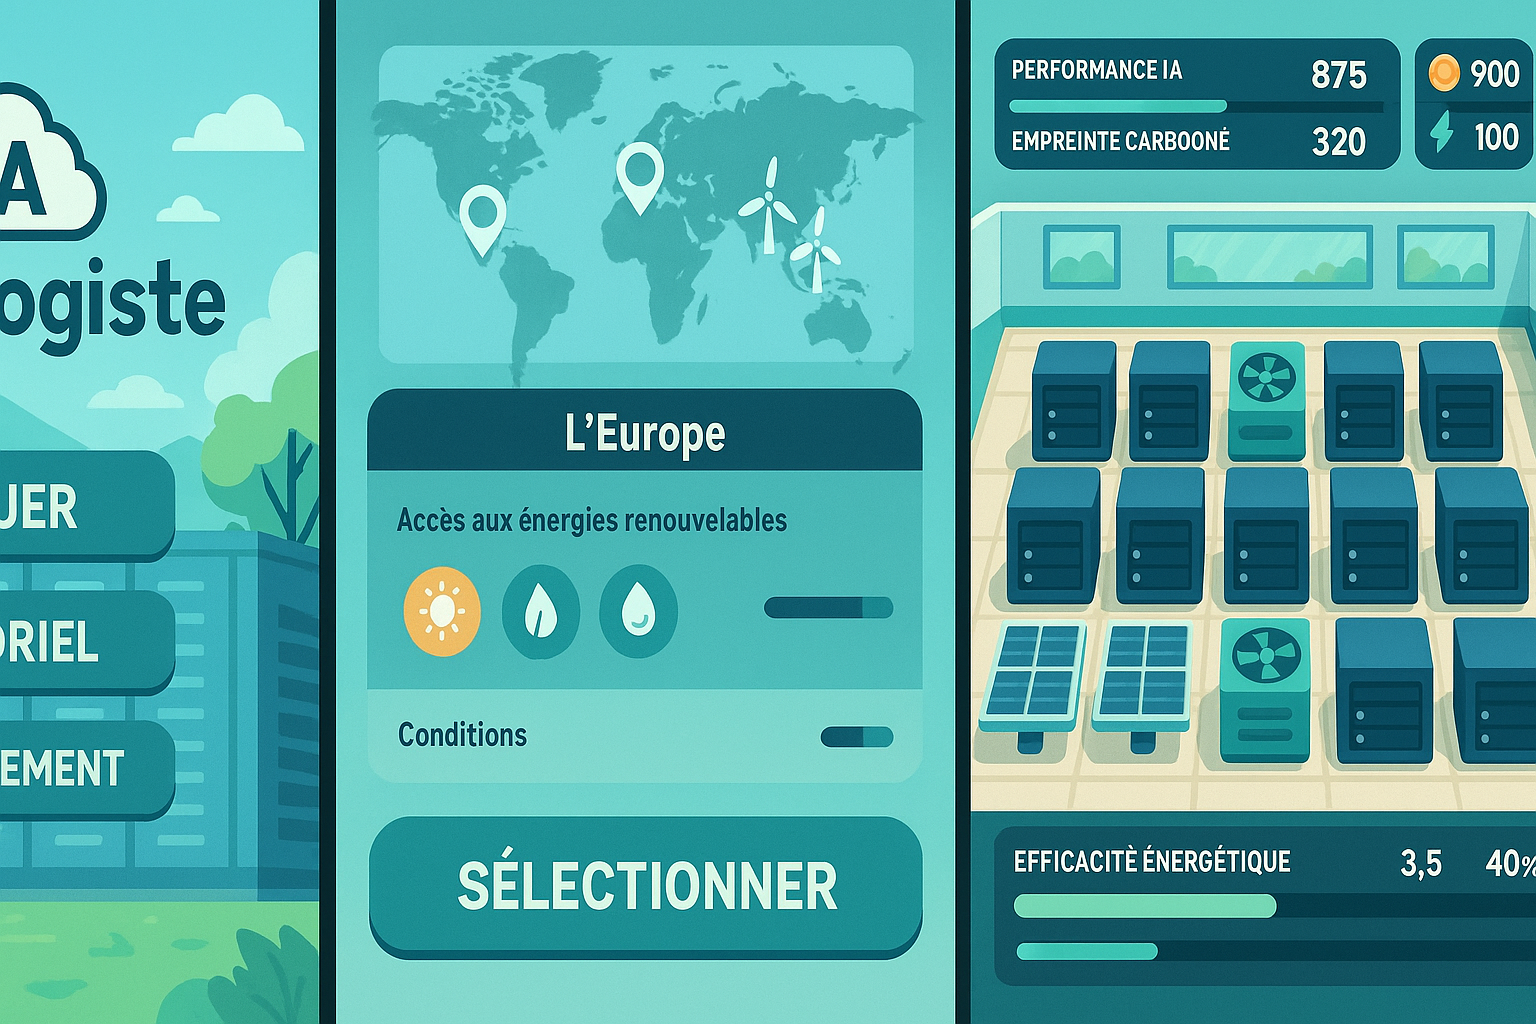 A
ogiste
UER
ORIEL
EMENT
L'Europe
Accès aux énergies renouvelables
Conditions
SÉLECTIONNER
PERFORMANCE IA 875
EMPREINTE CARBOONÉ 320
900
100
EFFICACITÈ ÉNERGÉTIQUE 3,5 40%